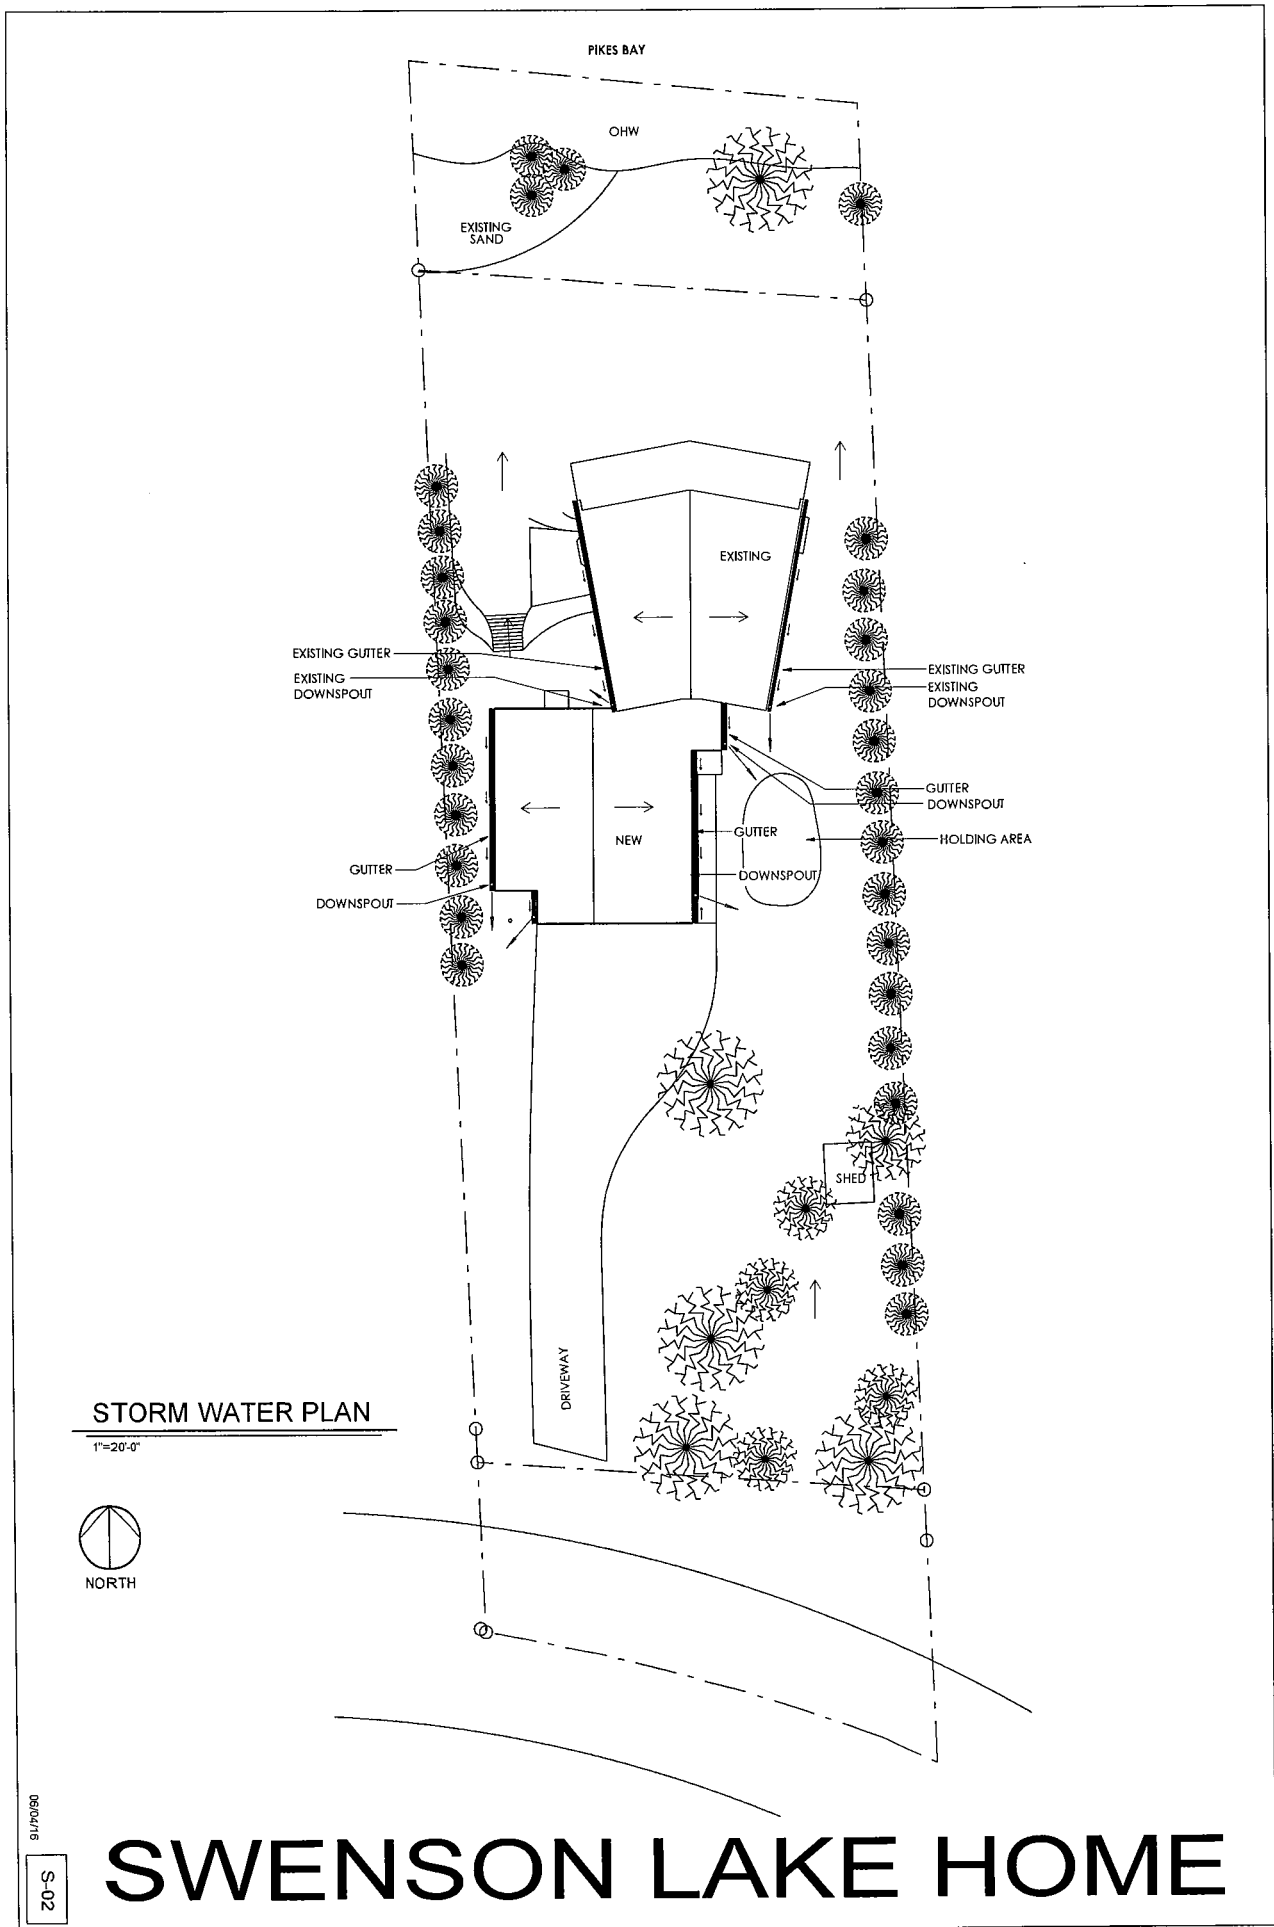 PIKES BAY
OHW
EXISTING
SAND
EXISTING
EXISTING GUTTER
EXISTING
DOWNSPOUT
EXISTING GUTTER
EXISTING
DOWNSPOUT
GUTTER
DOWNSPOUT
HOLDING AREA
NEW
GUTTER
DOWNSPOUT
GUTTER
DOWNSPOUT
SHED
DRIVEWAY
STORM WATER PLAN
1"=20'-0"
NORTH
06/04/16
S-02
SWENSON LAKE HOME